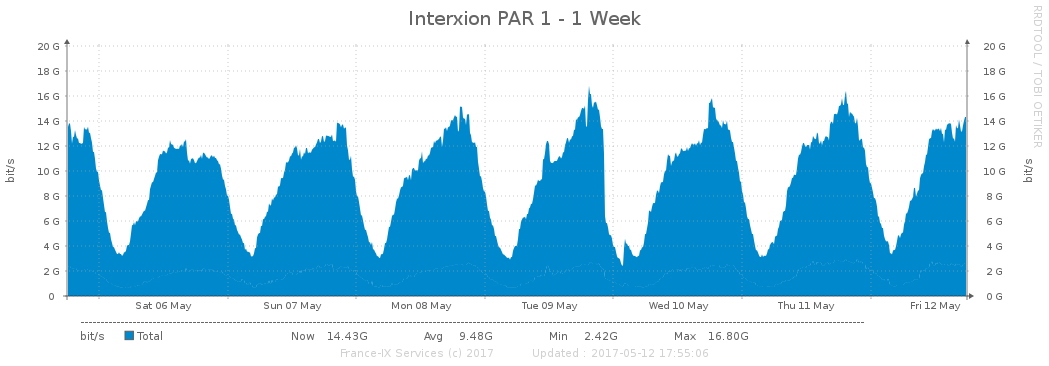 Interxion PAR 1 - 1 Week
RRDTOOL / TOBI OETIKER
bit/s
bit/s
20 G 20 G
18 G 18 G
16 G 16 G
14 G 14 G
12 G 12 G
10 G 10 G
8 G 8 G
6 G 6 G
4 G 4 G
2 G 2 G
0 0 G
Sat 06 May Sun 07 May Mon 08 May Tue 09 May Wed 10 May Thu 11 May Fri 12 May
bit/s Total Now 14.43G Avg 9.48G Min 2.42G Max 16.80G
France-IX Services (c) 2017 Updated : 2017-05-12 17:55:06